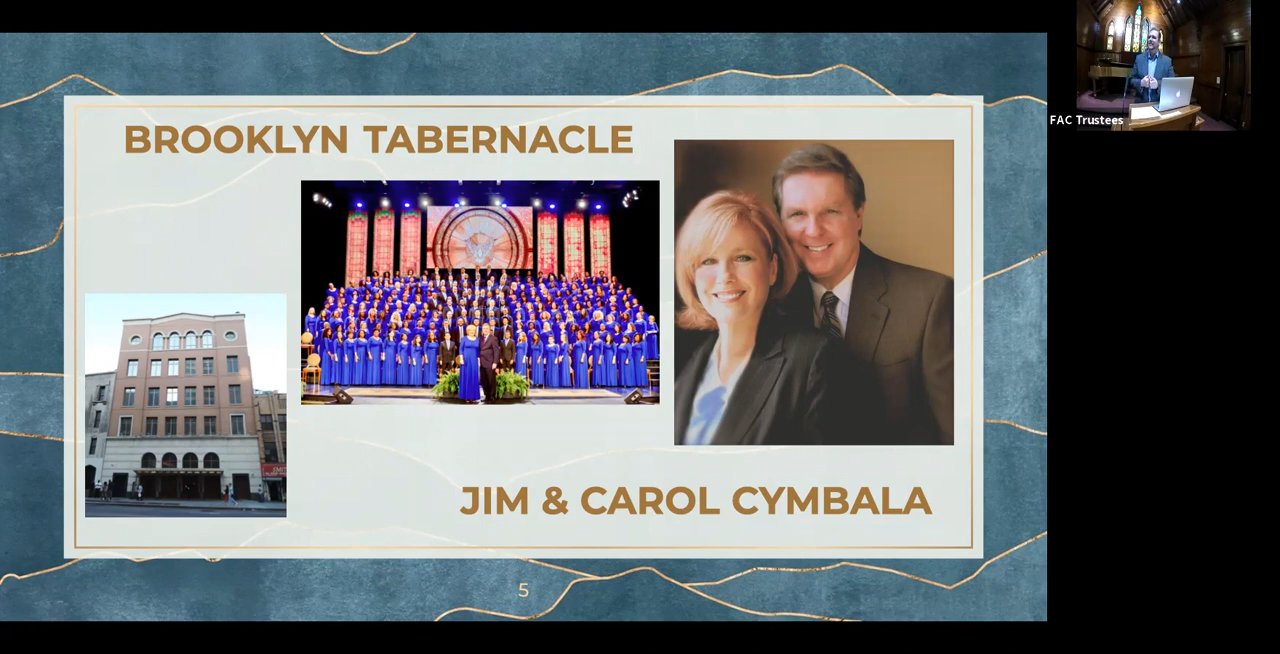 BROOKLYN TABERNACLE
JIM & CAROL CYMBALA
5
FAC Trustees